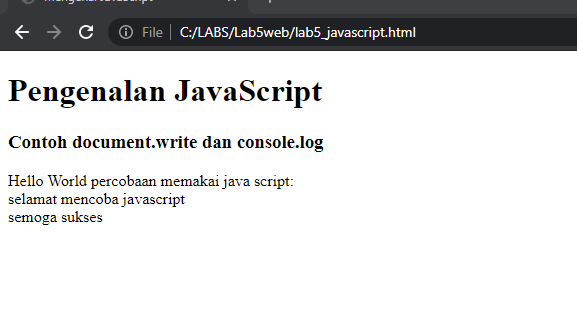 File
C:/LABS/Lab5web/lab5_javascript.html
Pengenalan JavaScript
Contoh document.write dan console.log
Hello World percobaan memakai java script:
selamat mencoba javascript
semoga sukses